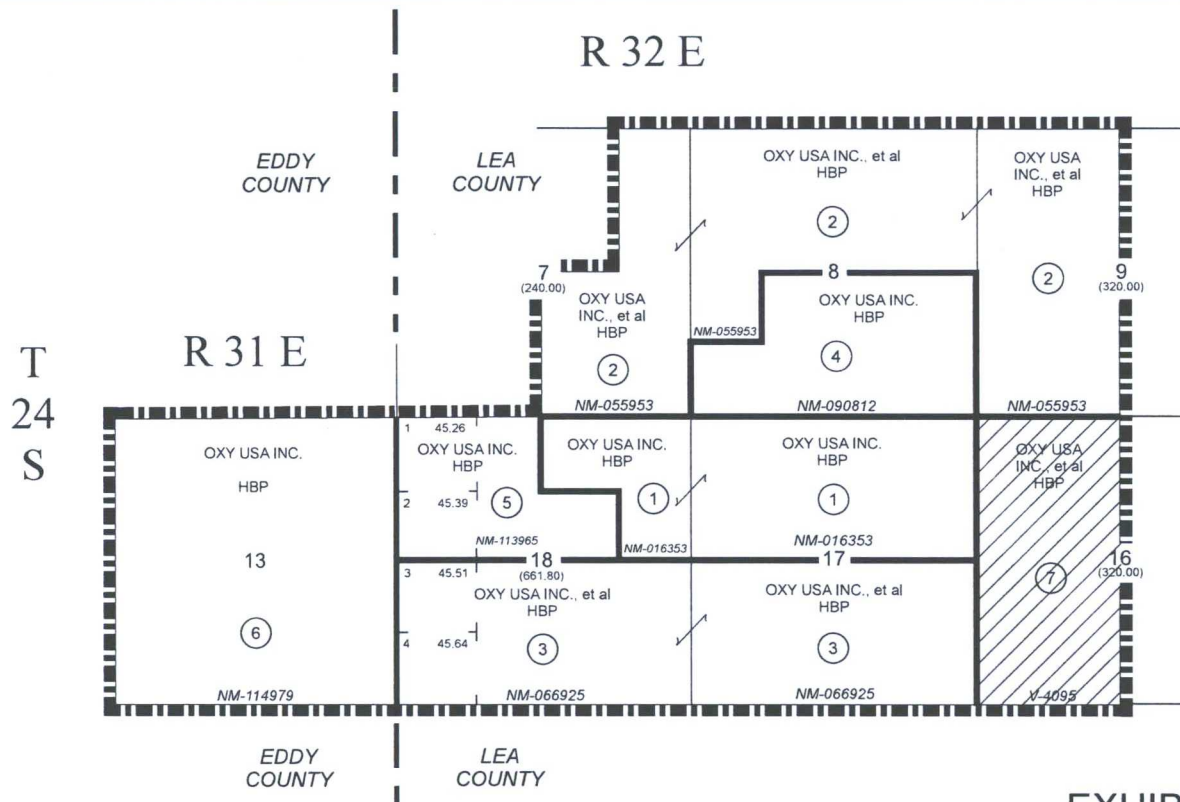 R 32 E
EDDY
COUNTY
LEA
COUNTY
OXY USA INC., et al
HBP
2
OXY USA
INC., et al
HBP
2
7
(240.00)
8
9
(320.00)
OXY USA
INC., et al
HBP
2
NM-055953
NM-055953
OXY USA INC.
HBP
4
NM-090812
NM-055953
T
24
S
R 31 E
OXY USA INC.
HBP
13
6
NM-114979
1 45.26
2 45.39
3 45.51
4 45.64
OXY USA INC.
HBP
5
NM-113965
18
(661.80)
1
NM-016353
OXY USA INC.
HBP
OXY USA INC.
HBP
1
NM-016353
17
OXY USA INC., et al
HBP
3
NM-066925
OXY USA INC., et al
HBP
3
NM-066925
OXY USA
INC., et al
HBP
7
16
(320.00)
V-4095
EDDY
COUNTY
LEA
COUNTY